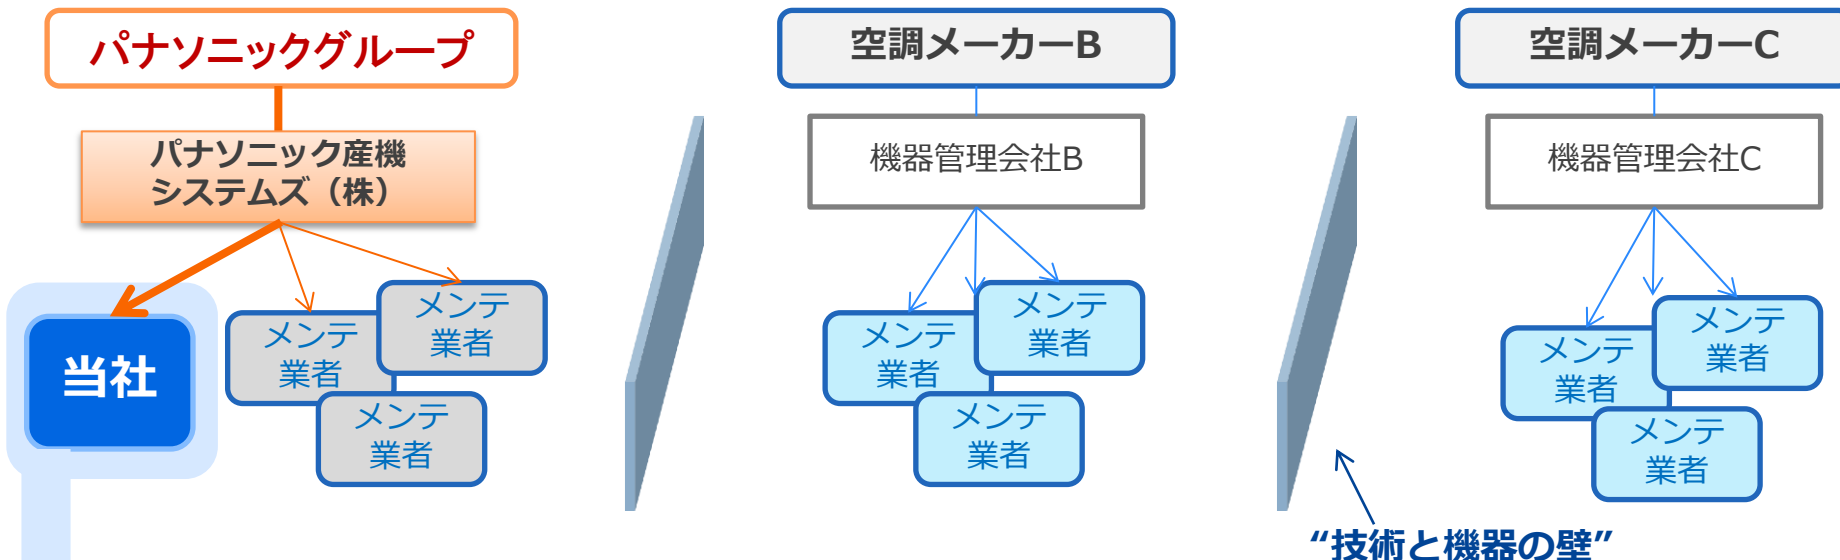 パナソニックグループ
空調メーカーB
空調メーカーC
パナソニック産機
システムズ（株）
機器管理会社B
機器管理会社C
当社
メンテ
業者
メンテ
業者
メンテ
業者
メンテ
業者
メンテ
業者
メンテ
業者
メンテ
業者
メンテ
業者
メンテ
業者
“技術と機器の壁”